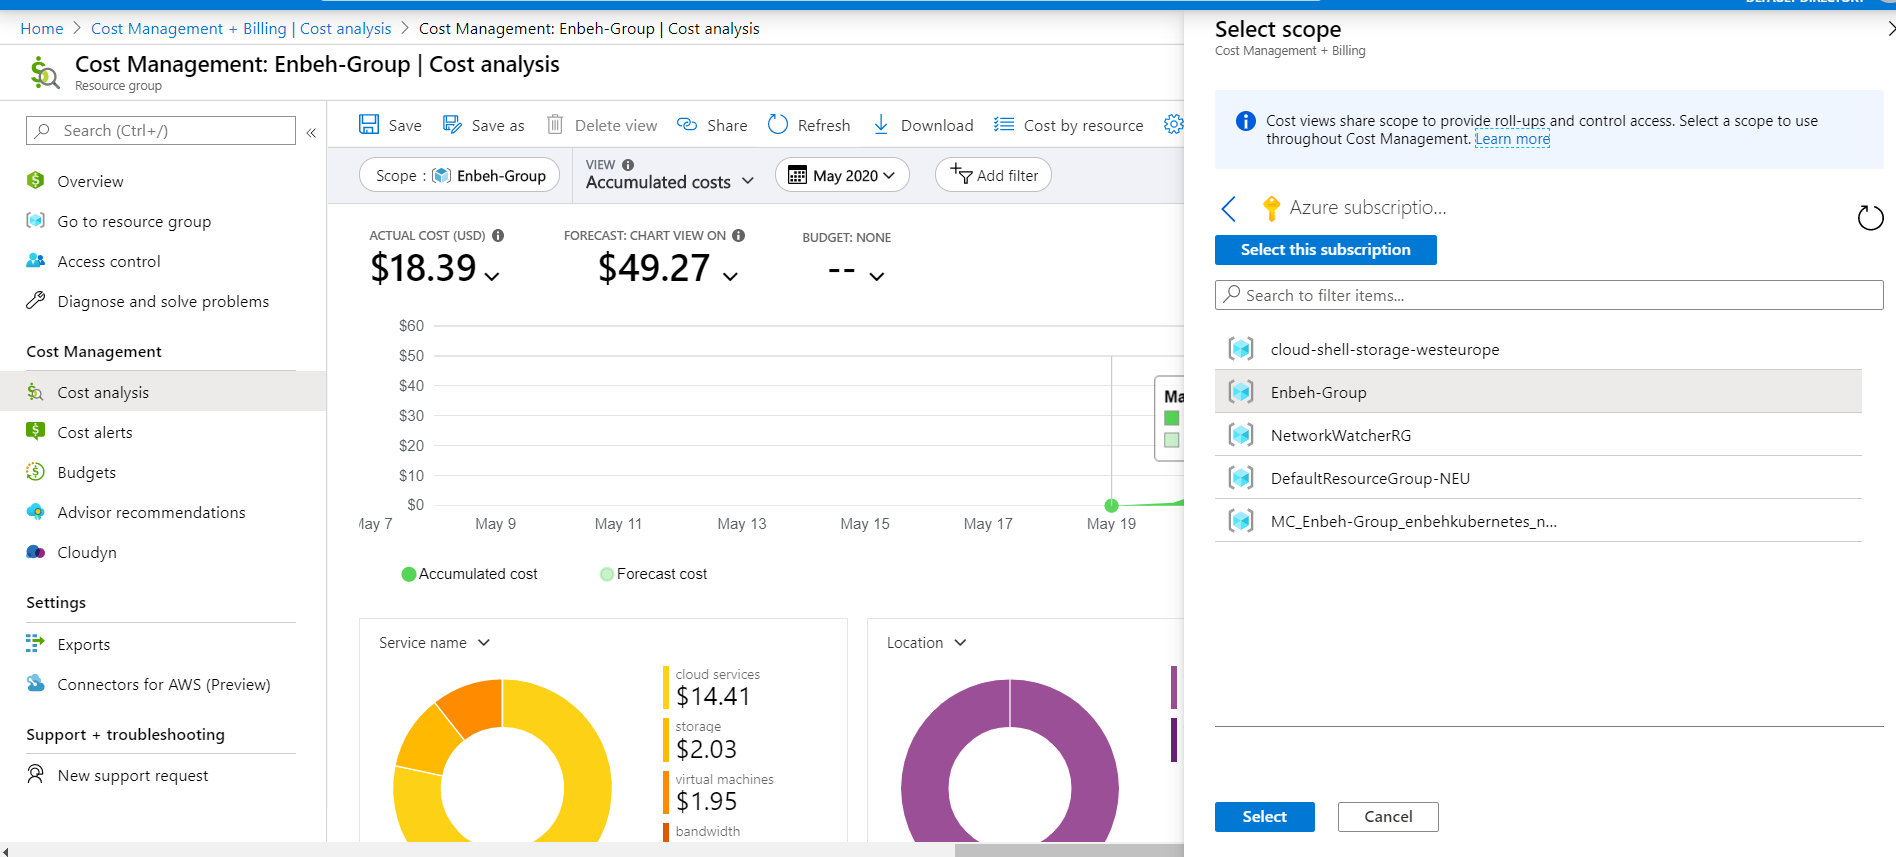 Home > Cost Management + Billing | Cost analysis > Cost Management: Enbeh-Group | Cost analysis
Cost Management: Enbeh-Group | Cost analysis
Resource group
Search (Ctrl+/)
«
Overview
Go to resource group
Access control
Diagnose and solve problems
Cost Management
Cost analysis
Cost alerts
Budgets
Advisor recommendations
Cloudyn
Settings
Exports
Connectors for AWS (Preview)
Support + troubleshooting
New support request
Save Save as Delete view Share Refresh Download Cost by resource
Scope : Enbeh-Group
VIEW
Accumulated costs
May 2020
Add filter
ACTUAL COST (USD)
$18.39
FORECAST: CHART VIEW ON
$49.27
BUDGET: NONE
--
$60
$50
$40
$30
$20
$10
$0
May 7 May 9 May 11 May 13 May 15 May 17 May 19
Ma
Accumulated cost Forecast cost
Service name
cloud services
$14.41
storage
$2.03
virtual machines
$1.95
bandwidth
Location
DEFAULT DIRECTORY
Select scope
Cost Management + Billing
Cost views share scope to provide roll-ups and control access. Select a scope to use
throughout Cost Management. Learn more
Azure subscriptio...
Select this subscription
Search to filter items...
cloud-shell-storage-westeurope
Enbeh-Group
NetworkWatcherRG
DefaultResourceGroup-NEU
MC_Enbeh-Group_enbehkubernetes_n...
Select Cancel